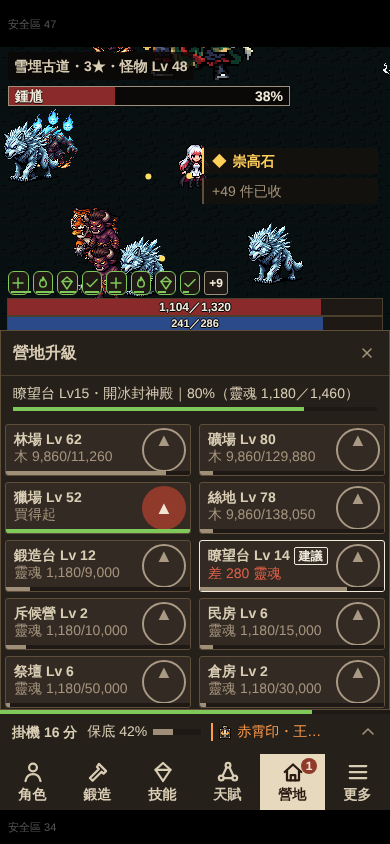 安全區 47
雪埋古道・3★・怪物 Lv 48
鍾馗 38%
◆ 崇高石
+49 件已收
+9
1,104／1,320
241／286
營地升級 ×
瞭望台 Lv15・開冰封神殿｜80%（靈魂 1,180／1,460）
林場 Lv 62
木 9,860/11,260
礦場 Lv 80
木 9,860/129,880
獵場 Lv 52
買得起
絲地 Lv 78
木 9,860/138,050
鍛造台 Lv 12
靈魂 1,180/9,000
瞭望台 Lv 14 建議
差 280 靈魂
斥候營 Lv 2
靈魂 1,180/10,000
民房 Lv 6
靈魂 1,180/15,000
祭壇 Lv 6
靈魂 1,180/50,000
倉房 Lv 2
靈魂 1,180/30,000
掛機 16 分 保底 42% 赤霄印・王…
角色 鍛造 技能 天賦 營地 1 更多
安全區 34